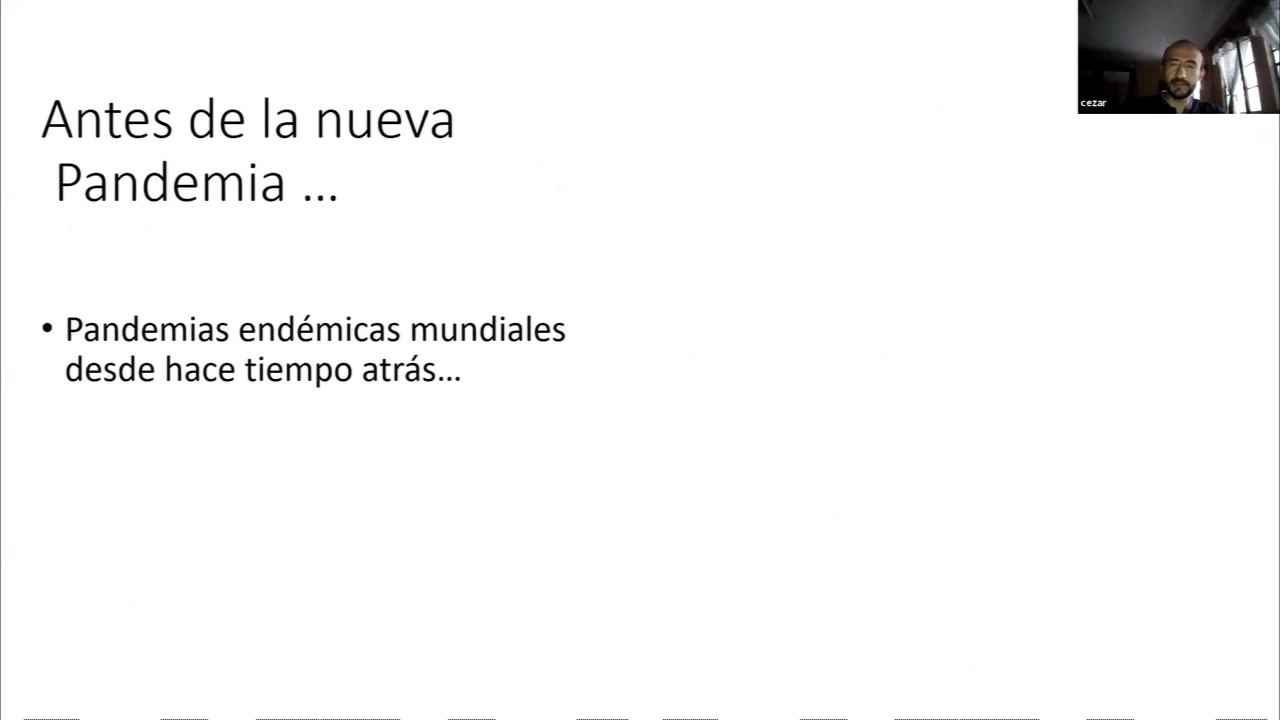 Antes de la nueva
Pandemia ...
• Pandemias endémicas mundiales
desde hace tiempo atrás...
cezar